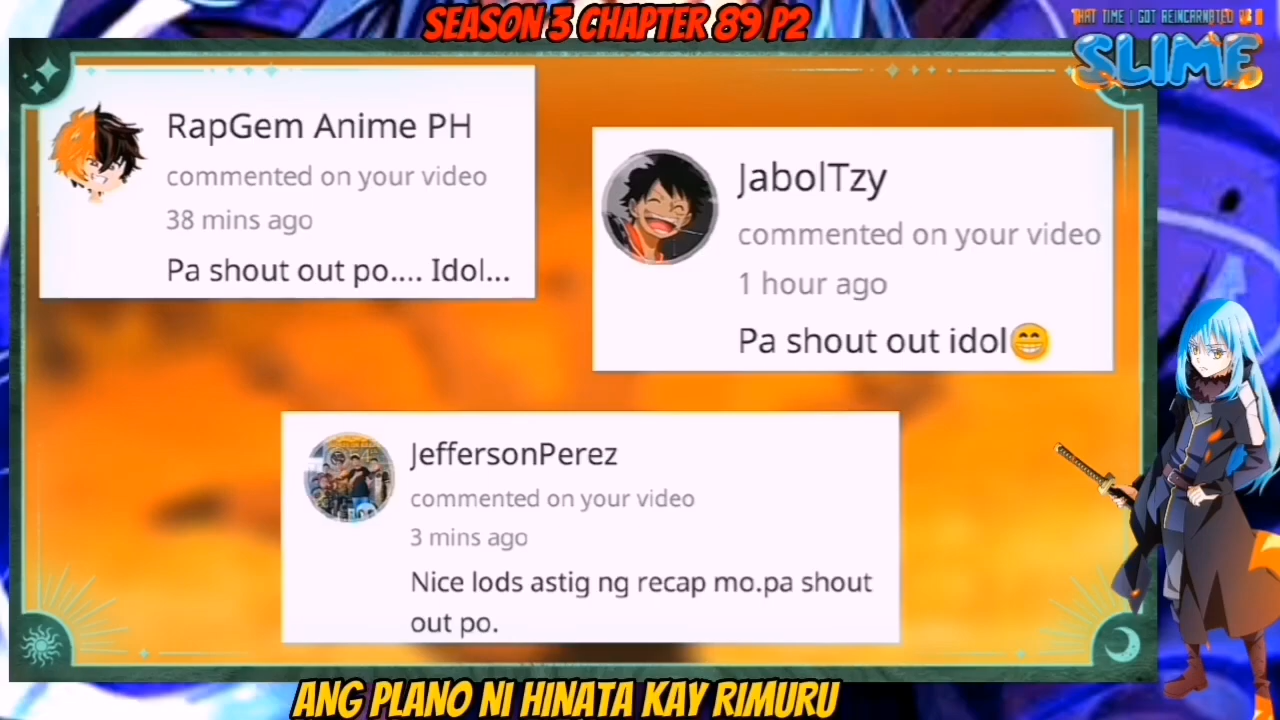 SEASON 3 CHAPTER 89 P2
THAT TIME I GOT REINCARNATED
SLIME
RapGem Anime PH
commented on your video
38 mins ago
Pa shout out po.... Idol...
JabolTzy
commented on your video
1 hour ago
Pa shout out idol😁
JeffersonPerez
commented on your video
3 mins ago
Nice lods astig ng recap mo.pa shout
out po.
ANG PLANO NI HINATA KAY RIMURU